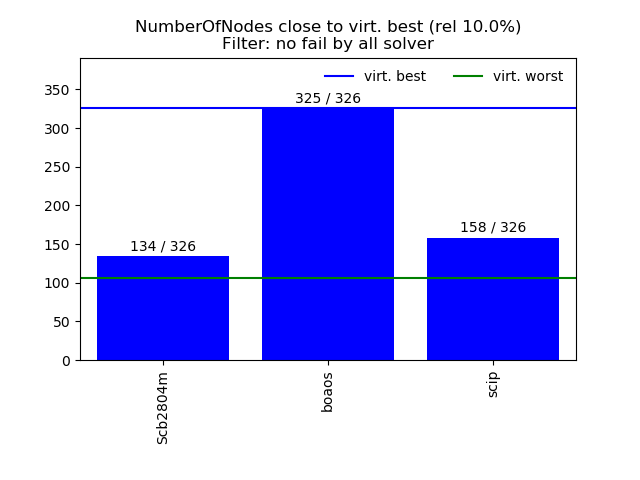 NumberOfNodes close to virt. best (rel 10.0%)
Filter: no fail by all solver
virt. best
virt. worst
350
300
250
200
150
100
50
0
134 / 326
325 / 326
158 / 326
Scb2804m
boaos
scip